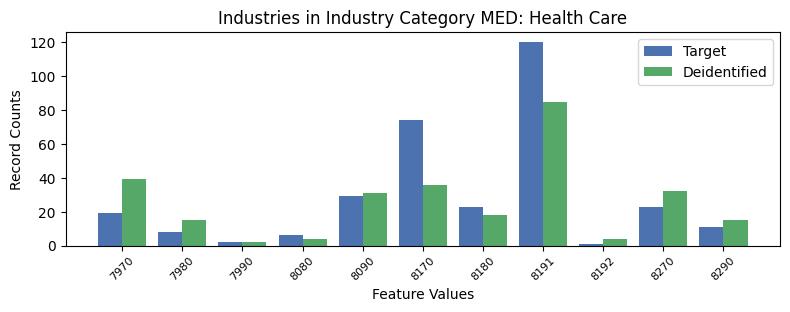 Industries in Industry Category MED: Health Care
Target
Deidentified
Record Counts
120
100
80
60
40
20
0
7970 7980 7990 8080 8090 8170 8180 8191 8192 8270 8290
Feature Values